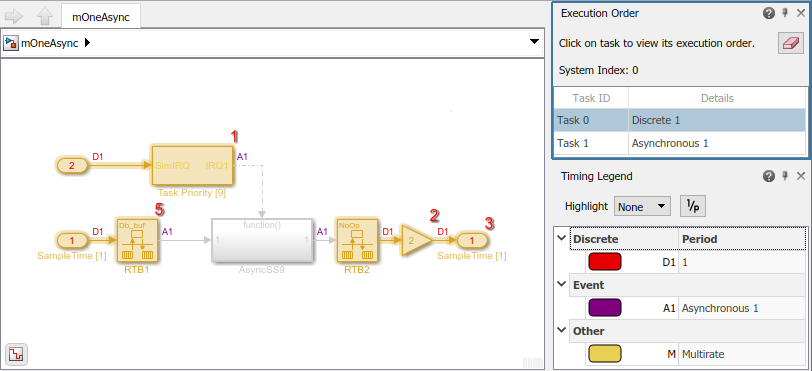 mOneAsync
mOneAsync
Execution Order
Click on task to view its execution order.
System Index: 0
Task ID Details
Task 0 Discrete 1
Task 1 Asynchronous 1
Timing Legend
Highlight None 1/P
Discrete Period
D1 1
Event
A1 Asynchronous 1
Other
M Multirate
1
2 D1 SimIRQ IRQ1 A1
Task Priority [9]
5 2 3
1 D1 Db_buf A1 function() 1 1 A1 NoOp D1 2 D1 1
SampleTime [1] RTB1 AsyncSS9 RTB2 SampleTime [1]